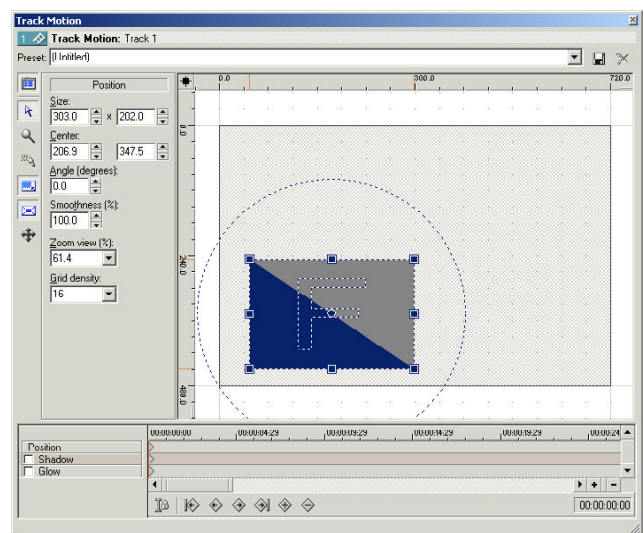 Track Motion
1 Track Motion: Track 1
Preset: (Untitled)
Position
Size:
303.0 x 202.0
Center:
206.9 347.5
Angle (degrees):
0.0
Smoothness (%):
100.0
Zoom view (%):
61.4
Grid density:
16
0.0 300.0 720.0
0.0
240.0
480.0
00:00:00:00 00:00:04:29 00:00:09:29 00:00:14:29 00:00:19:29 00:00:24
Position
Shadow
Glow
00:00:00:00